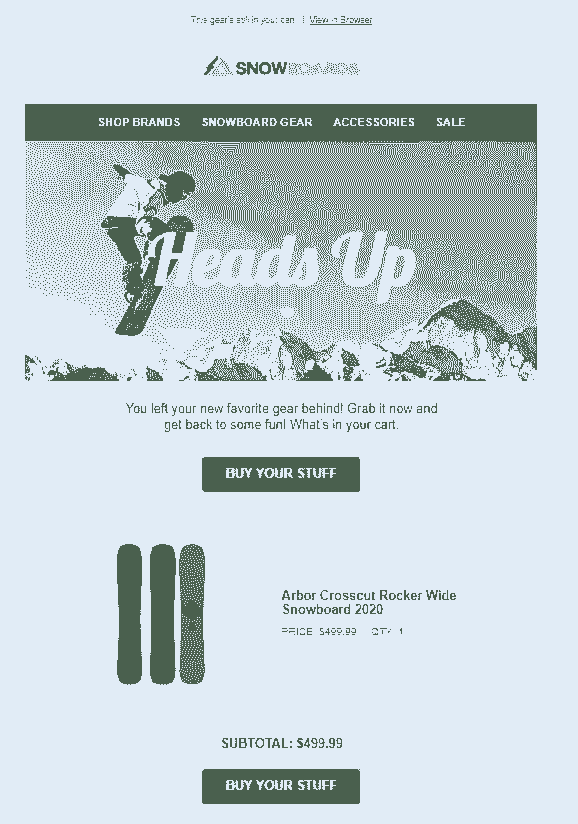 This gear's still in your cart. | View in Browser
SNOWBOARDS
SHOP BRANDS SNOWBOARD GEAR ACCESSORIES SALE
Heads Up
You left your new favorite gear behind! Grab it now and
get back to some fun! What's in your cart.
BUY YOUR STUFF
Arbor Crosscut Rocker Wide
Snowboard 2020
PRICE: $499.99 QTY: 1
SUBTOTAL: $499.99
BUY YOUR STUFF